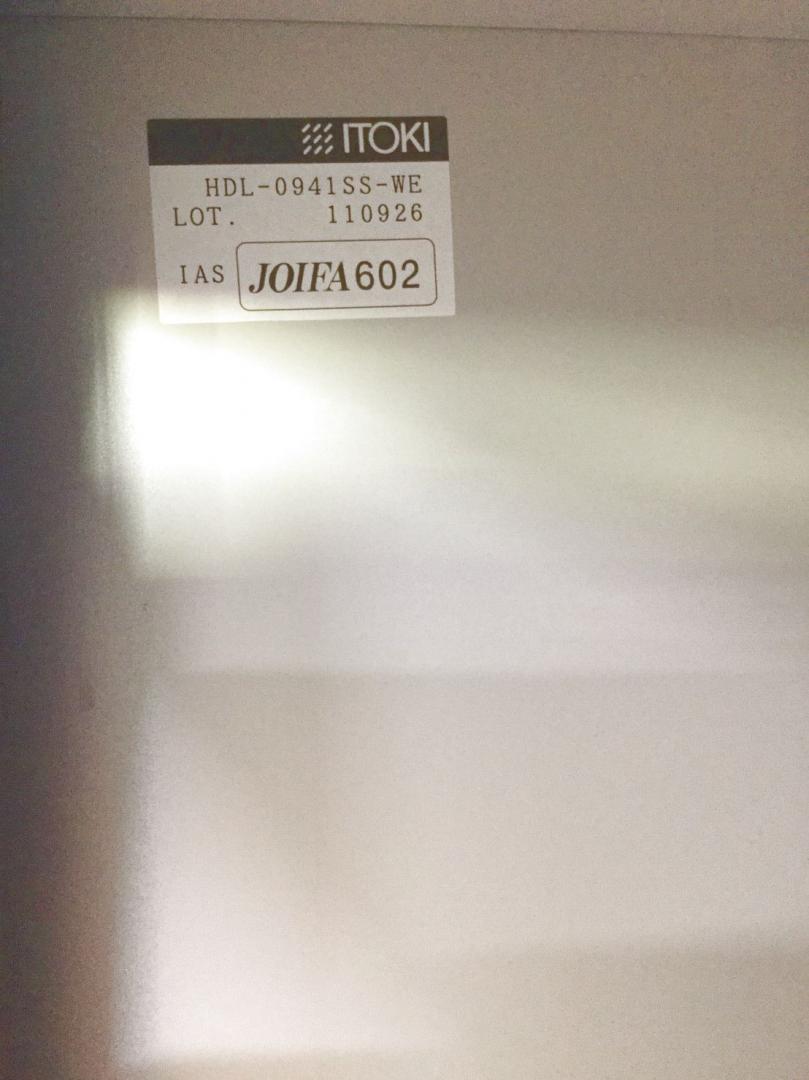 ITOKI
HDL-0941SS-WE
LOT. 110926
IAS JOIFA602